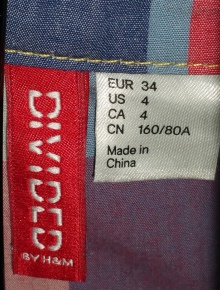 DIVIDED
BY H&M
EUR 34
US 4
CA 4
CN 160/80A
Made in
China